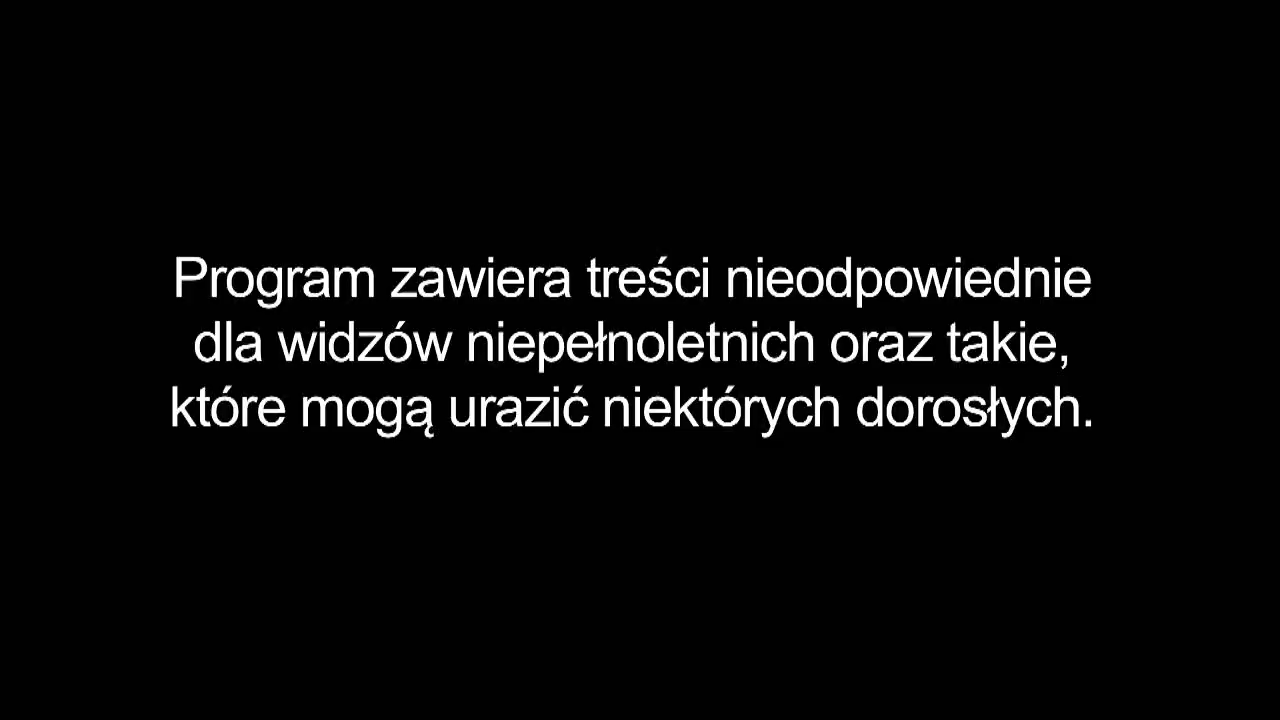 Program zawiera treści nieodpowiednie
dla widzów niepełnoletnich oraz takie,
które mogą urazić niektórych dorosłych.